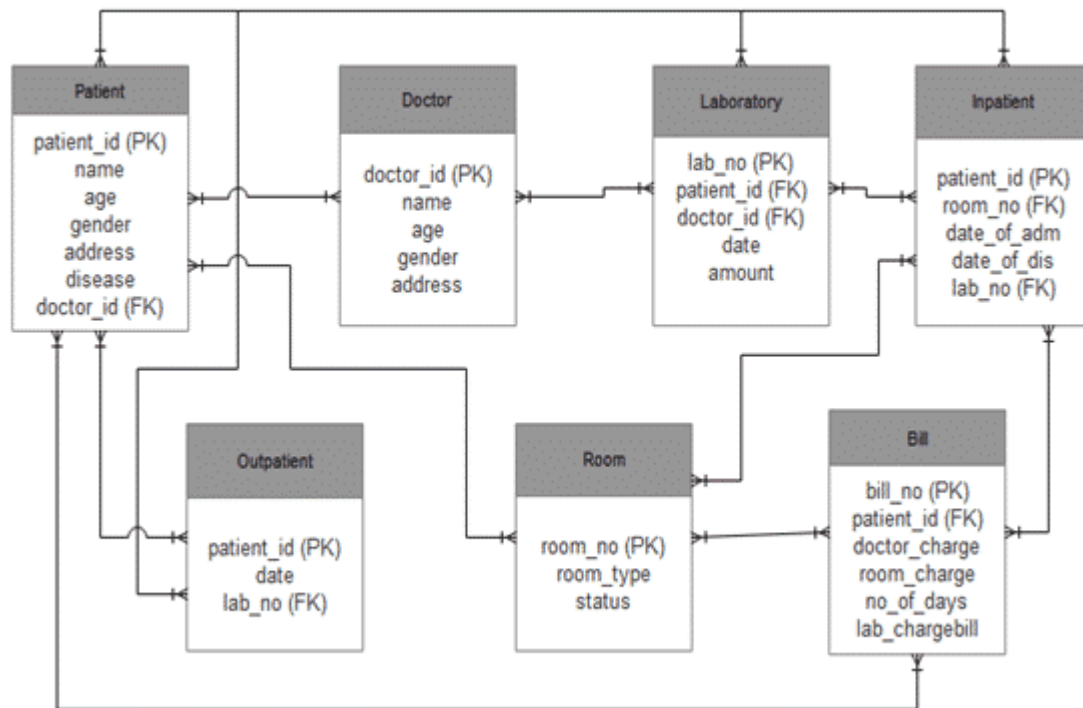 Patient
patient_id (PK)
name
age
gender
address
disease
doctor_id (FK)
Doctor
doctor_id (PK)
name
age
gender
address
Laboratory
lab_no (PK)
patient_id (FK)
doctor_id (FK)
date
amount
Inpatient
patient_id (PK)
room_no (FK)
date_of_adm
date_of_dis
lab_no (FK)
Outpatient
patient_id (PK)
date
lab_no (FK)
Room
room_no (PK)
room_type
status
Bill
bill_no (PK)
patient_id (FK)
doctor_charge
room_charge
no_of_days
lab_chargebill